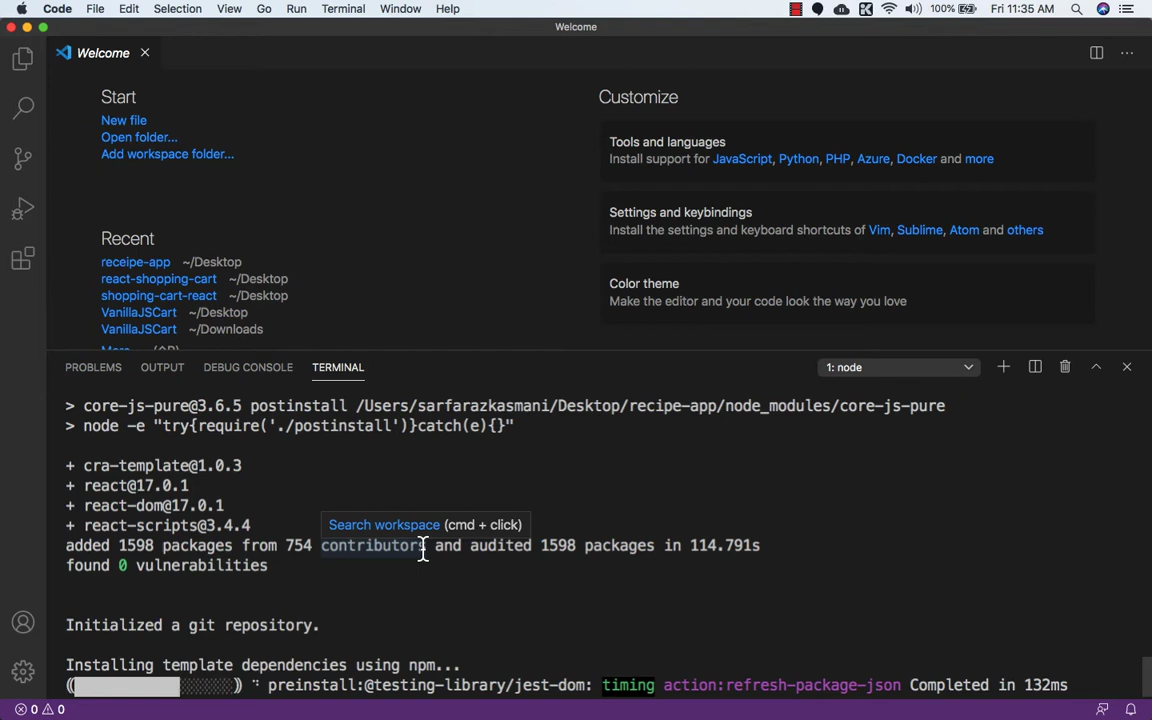 Code File Edit Selection View Go Run Terminal Window Help 100% Fri 11:35 AM
Welcome
Welcome
Start
New file
Open folder...
Add workspace folder...
Recent
receipe-app ~/Desktop
react-shopping-cart ~/Desktop
shopping-cart-react ~/Desktop
VanillaJSCart ~/Desktop
VanillaJSCart ~/Downloads
Customize
Tools and languages
Install support for JavaScript, Python, PHP, Azure, Docker and more
Settings and keybindings
Install the settings and keyboard shortcuts of Vim, Sublime, Atom and others
Color theme
Make the editor and your code look the way you love
PROBLEMS OUTPUT DEBUG CONSOLE TERMINAL 1: node
> core-js-pure@3.6.5 postinstall /Users/sarfarazkasmani/Desktop/recipe-app/node_modules/core-js-pure
> node -e "try{require('./postinstall')}catch(e){}"
+ cra-template@1.0.3
+ react@17.0.1
+ react-dom@17.0.1
+ react-scripts@3.4.4
Search workspace (cmd + click)
added 1598 packages from 754 contributors and audited 1598 packages in 114.791s
found 0 vulnerabilities
Initialized a git repository.
Installing template dependencies using npm...
preinstall:@testing-library/jest-dom: timing action:refresh-package-json Completed in 132ms
0 0